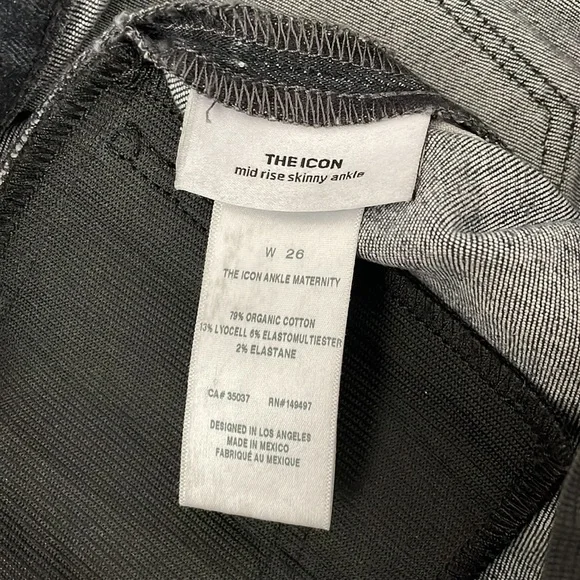 THE ICON
mid rise skinny ankle
W 26
THE ICON ANKLE MATERNITY
79% ORGANIC COTTON
13% LYOCELL 6% ELASTOMULTIESTER
2% ELASTANE
CA# 35037 RN#149497
DESIGNED IN LOS ANGELES
MADE IN MEXICO
FABRIQUÉ AU MEXIQUE